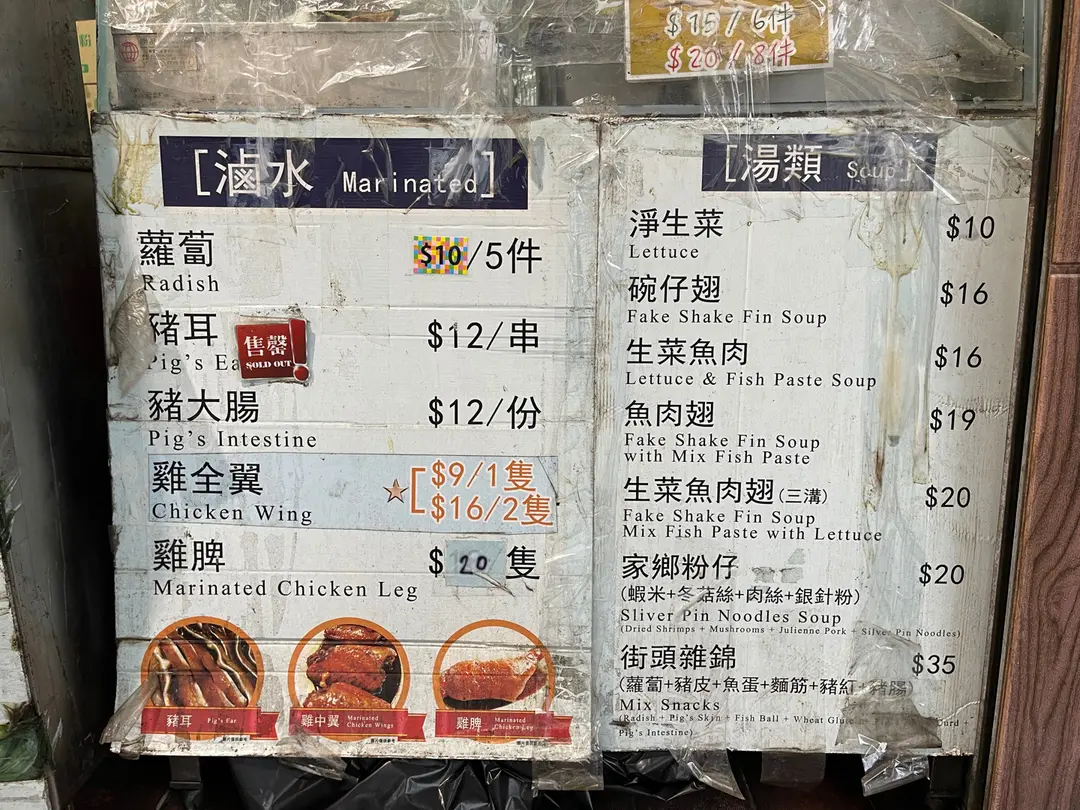 $15/6件
$20/8件
[滷水 Marinated]
蘿蔔 $10/5件
Radish
豬耳 $12/串
Pig's Ea
售罄!
SOLD OUT
豬大腸 $12/份
Pig's Intestine
雞全翼 $9/1隻
$16/2隻
Chicken Wing
雞脾 $20隻
Marinated Chicken Leg
豬耳 Pig's Ear
雞中翼 Marinated
Chicken Wings
雞脾 Marinated
Chicken Leg
[湯類 Soup]
淨生菜 $10
Lettuce
碗仔翅 $16
Fake Shake Fin Soup
生菜魚肉 $16
Lettuce & Fish Paste Soup
魚肉翅 $19
Fake Shake Fin Soup
with Mix Fish Paste
生菜魚肉翅(三溝) $20
Fake Shake Fin Soup
Mix Fish Paste with Lettuce
家鄉粉仔 $20
(蝦米+冬菇絲+肉絲+銀針粉)
Sliver Pin Noodles Soup
(Dried Shrimps + Mushrooms + Julienne Pork + Silver Pin Noodles)
街頭雜錦 $35
(蘿蔔+豬皮+魚蛋+麵筋+豬紅+豬腸
Mix Snacks
(Radish + Pig's Skin + Fish Ball + Wheat Glu
Pig's Intestine)